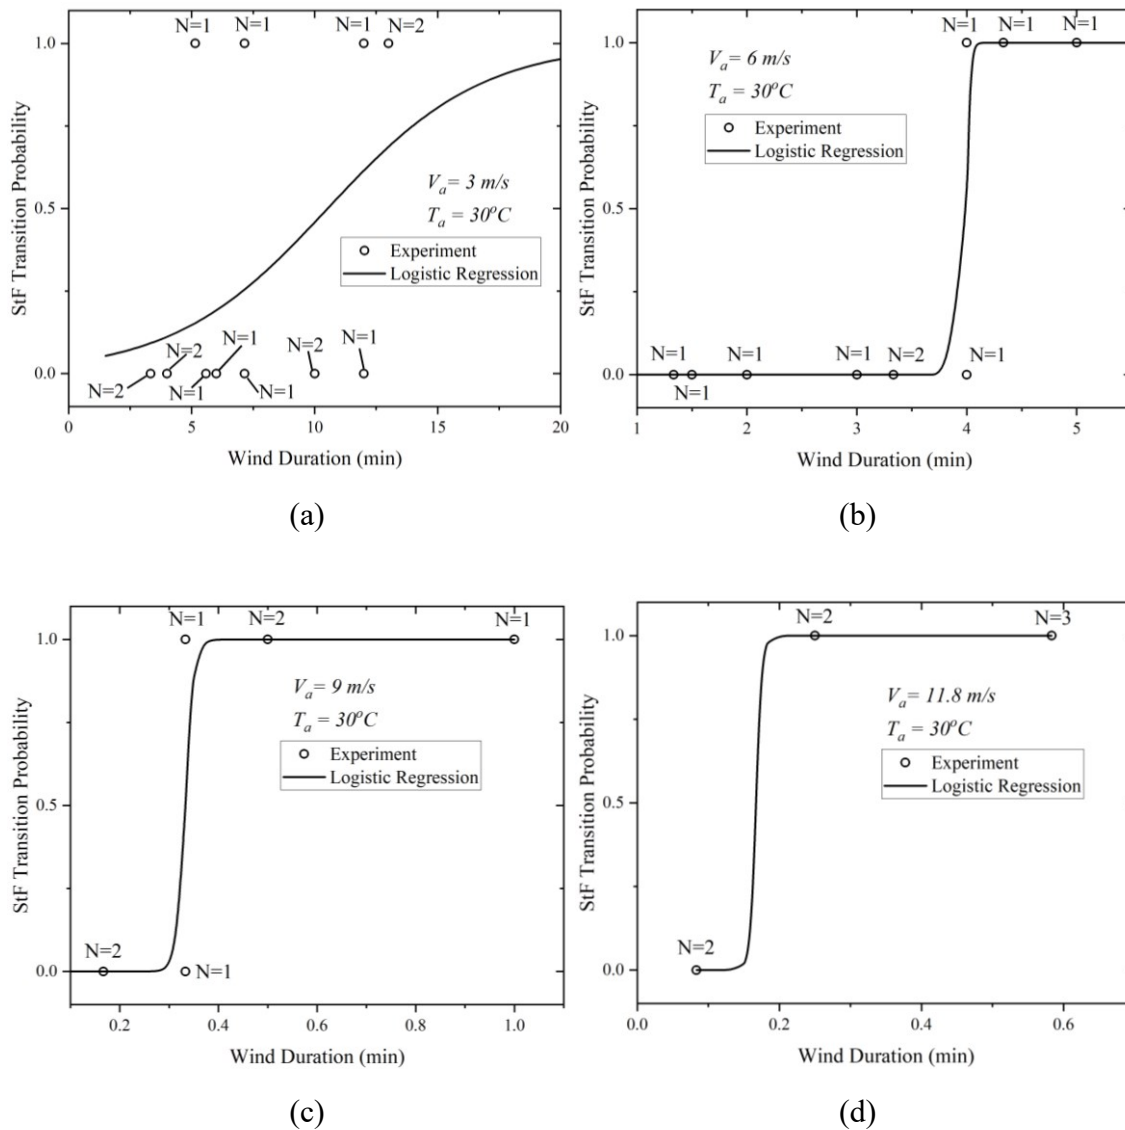 N=1
N=1
N=1
N=2
1.0
V_a= 3 m/s
T_a = 30°C
0.5
Experiment
Logistic Regression
StF Transition Probability
N=2
N=1
N=2
N=1
0.0
N=2
N=1
N=1
0
5
10
15
20
Wind Duration (min)
(a)
N=1
N=1
N=1
1.0
V_a= 6 m/s
T_a = 30°C
Experiment
Logistic Regression
0.5
StF Transition Probability
N=1
N=1
N=1
N=2
N=1
0.0
N=1
1
2
3
4
5
Wind Duration (min)
(b)
N=1
N=2
N=1
1.0
V_a= 9 m/s
T_a = 30°C
Experiment
Logistic Regression
0.5
StF Transition Probability
N=2
0.0
N=1
0.2
0.4
0.6
0.8
1.0
Wind Duration (min)
(c)
N=2
N=3
1.0
V_a= 11.8 m/s
T_a = 30°C
Experiment
Logistic Regression
0.5
StF Transition Probability
N=2
0.0
0.0
0.2
0.4
0.6
Wind Duration (min)
(d)